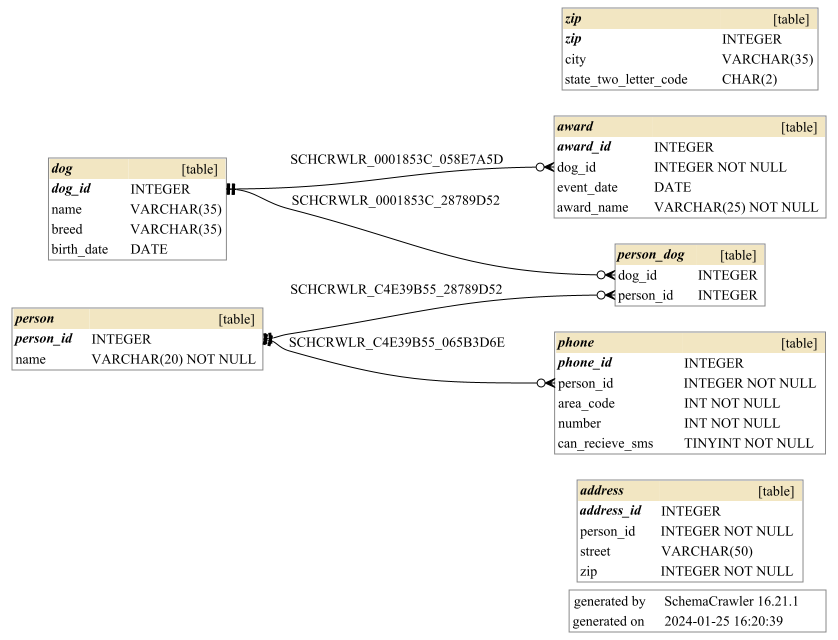 zip [table]
zip INTEGER
city VARCHAR(35)
state_two_letter_code CHAR(2)
award [table]
award_id INTEGER
dog_id INTEGER NOT NULL
event_date DATE
award_name VARCHAR(25) NOT NULL
dog [table]
dog_id INTEGER
name VARCHAR(35)
breed VARCHAR(35)
birth_date DATE
SCHCRWLR_0001853C_058E7A5D
SCHCRWLR_0001853C_28789D52
person_dog [table]
dog_id INTEGER
person_id INTEGER
SCHCRWLR_C4E39B55_28789D52
person [table]
person_id INTEGER
name VARCHAR(20) NOT NULL
SCHCRWLR_C4E39B55_065B3D6E
phone [table]
phone_id INTEGER
person_id INTEGER NOT NULL
area_code INT NOT NULL
number INT NOT NULL
can_recieve_sms TINYINT NOT NULL
address [table]
address_id INTEGER
person_id INTEGER NOT NULL
street VARCHAR(50)
zip INTEGER NOT NULL
generated by SchemaCrawler 16.21.1
generated on 2024-01-25 16:20:39